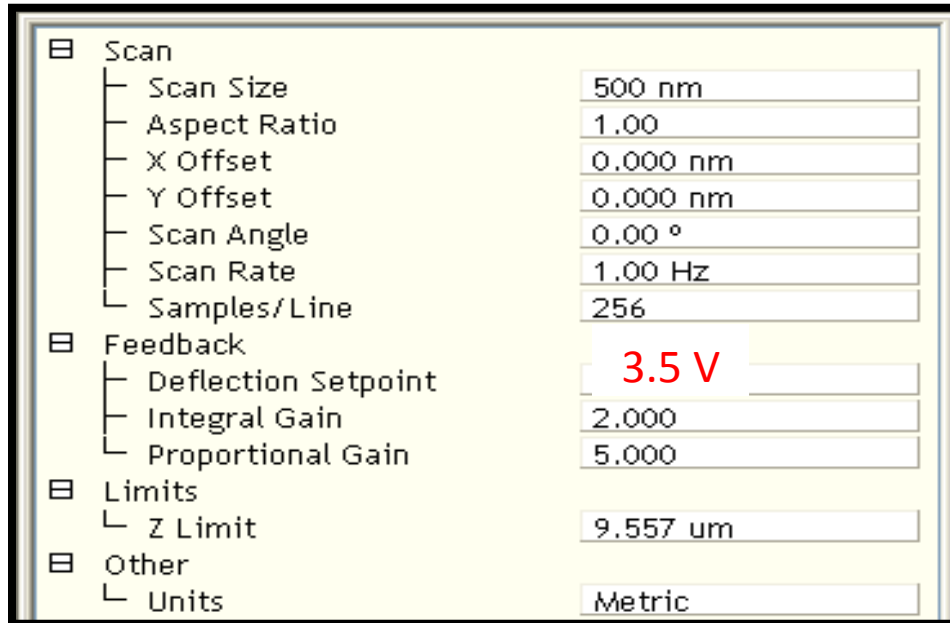 Scan
Scan Size 500 nm
Aspect Ratio 1.00
X Offset 0.000 nm
Y Offset 0.000 nm
Scan Angle 0.00 º
Scan Rate 1.00 Hz
Samples/Line 256
Feedback
Deflection Setpoint 3.5 V
Integral Gain 2.000
Proportional Gain 5.000
Limits
Z Limit 9.557 um
Other
Units Metric